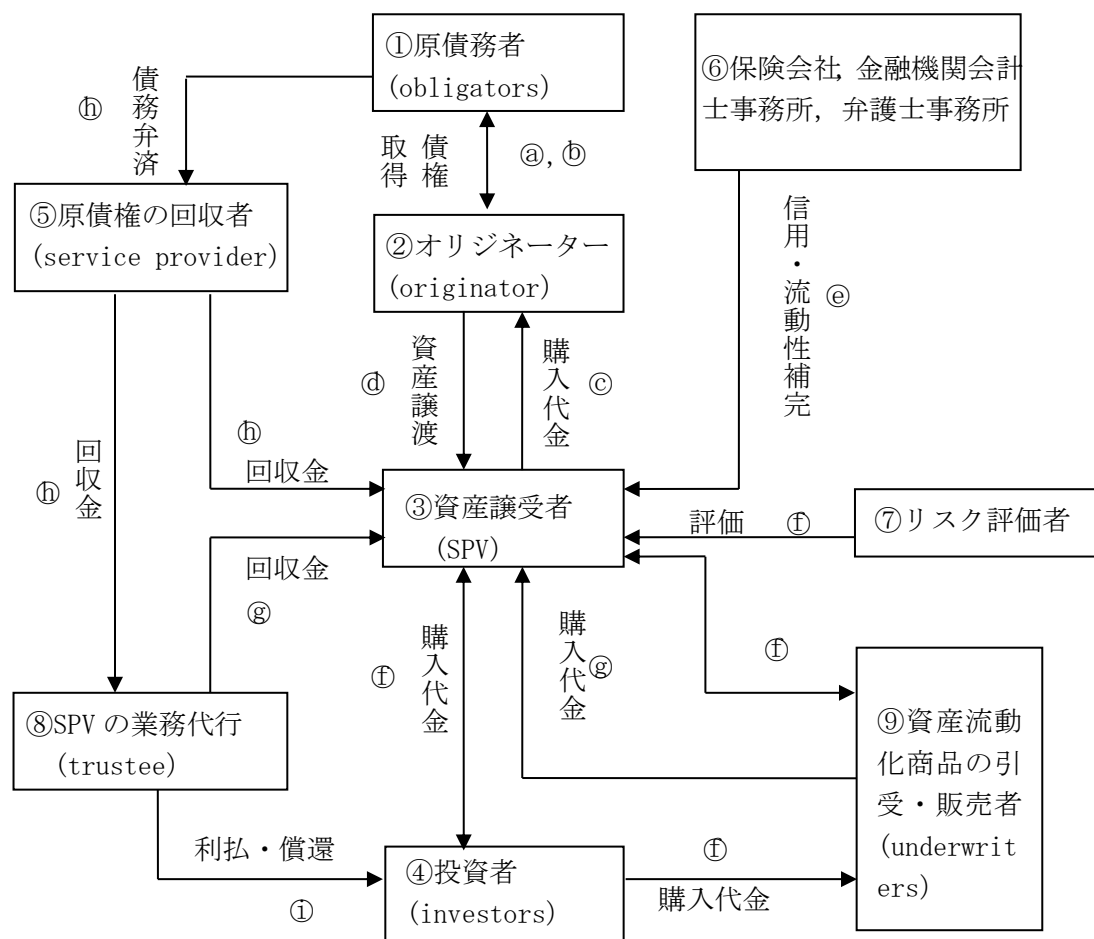 ①原債務者
(obligators)
⑥保険会社, 金融機関会計
士事務所, 弁護士事務所
ⓗ
債務弁済
取得
債権
ⓐ, ⓑ
⑤原債権の回収者
(service provider)
②オリジネーター
(originator)
信用・流動性補完
ⓔ
ⓓ
資産譲渡
購入代金
ⓒ
ⓗ
回収金
ⓗ
回収金
③資産譲受者
(SPV)
評価
ⓕ
⑦リスク評価者
回収金
ⓖ
ⓕ
購入代金
購入代金
ⓖ
ⓕ
⑧SPV の業務代行
(trustee)
⑨資産流動
化商品の引
受・販売者
(underwrit
ers)
利払・償還
ⓘ
④投資者
(investors)
ⓕ
購入代金